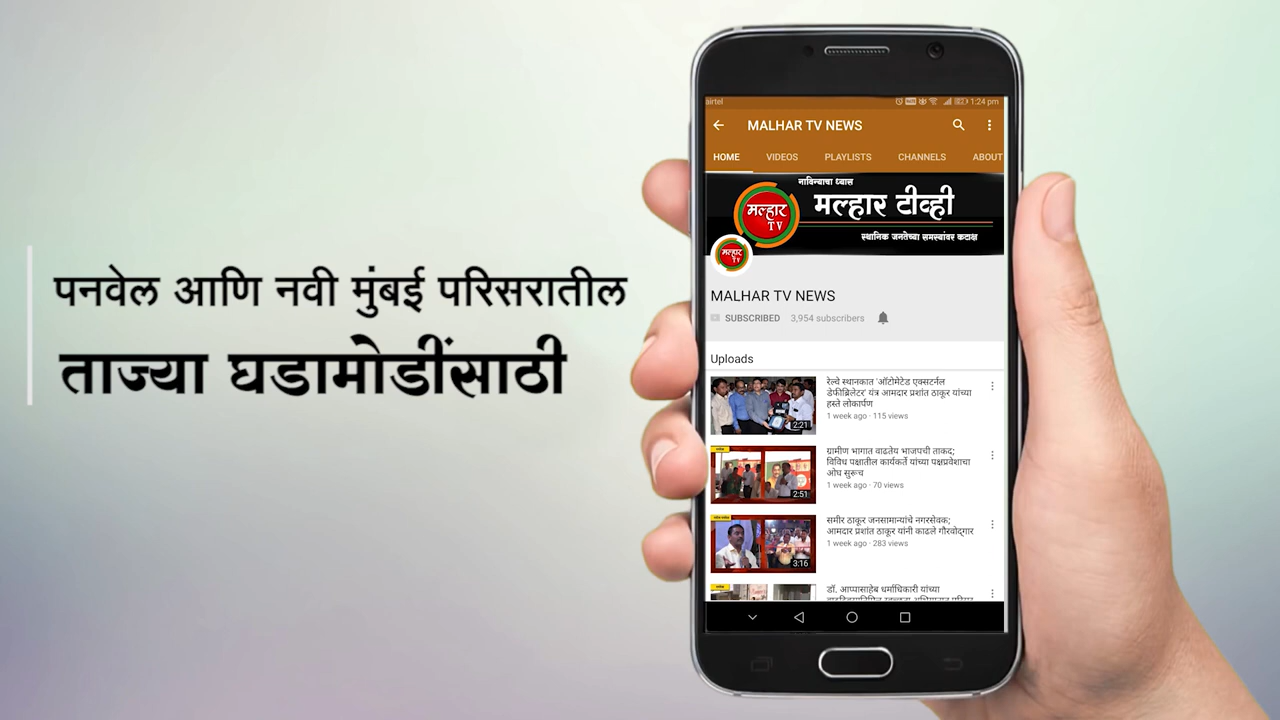 पनवेल आणि नवी मुंबई परिसरातील
ताज्या घडामोडींसाठी
airtel
1:24 pm
MALHAR TV NEWS
HOME VIDEOS PLAYLISTS CHANNELS ABOUT
नाविन्याचा ध्यास
मल्हार टीव्ही
मल्हार
TV
स्थानिक जनतेच्या समस्यांवर कटाक्ष
मल्हार
TV
MALHAR TV NEWS
SUBSCRIBED 3,954 subscribers
Uploads
रेल्वे स्थानकात 'ऑटोमेटेड एक्सटर्नल
डेफीब्रिलेटर' यंत्र आमदार प्रशांत ठाकूर यांच्या
हस्ते लोकार्पण
1 week ago · 115 views
2:21
ग्रामीण भागात वाढतेय भाजपची ताकद;
विविध पक्षातील कार्यकर्ते यांच्या पक्षप्रवेशाचा
ओघ सुरूच
1 week ago · 70 views
2:51
समीर ठाकूर जनसामान्यांचे नगरसेवक;
आमदार प्रशांत ठाकूर यांनी काढले गौरवोद्गार
1 week ago · 283 views
3:16
डॉ. आप्पासाहेब धर्माधिकारी यांच्या